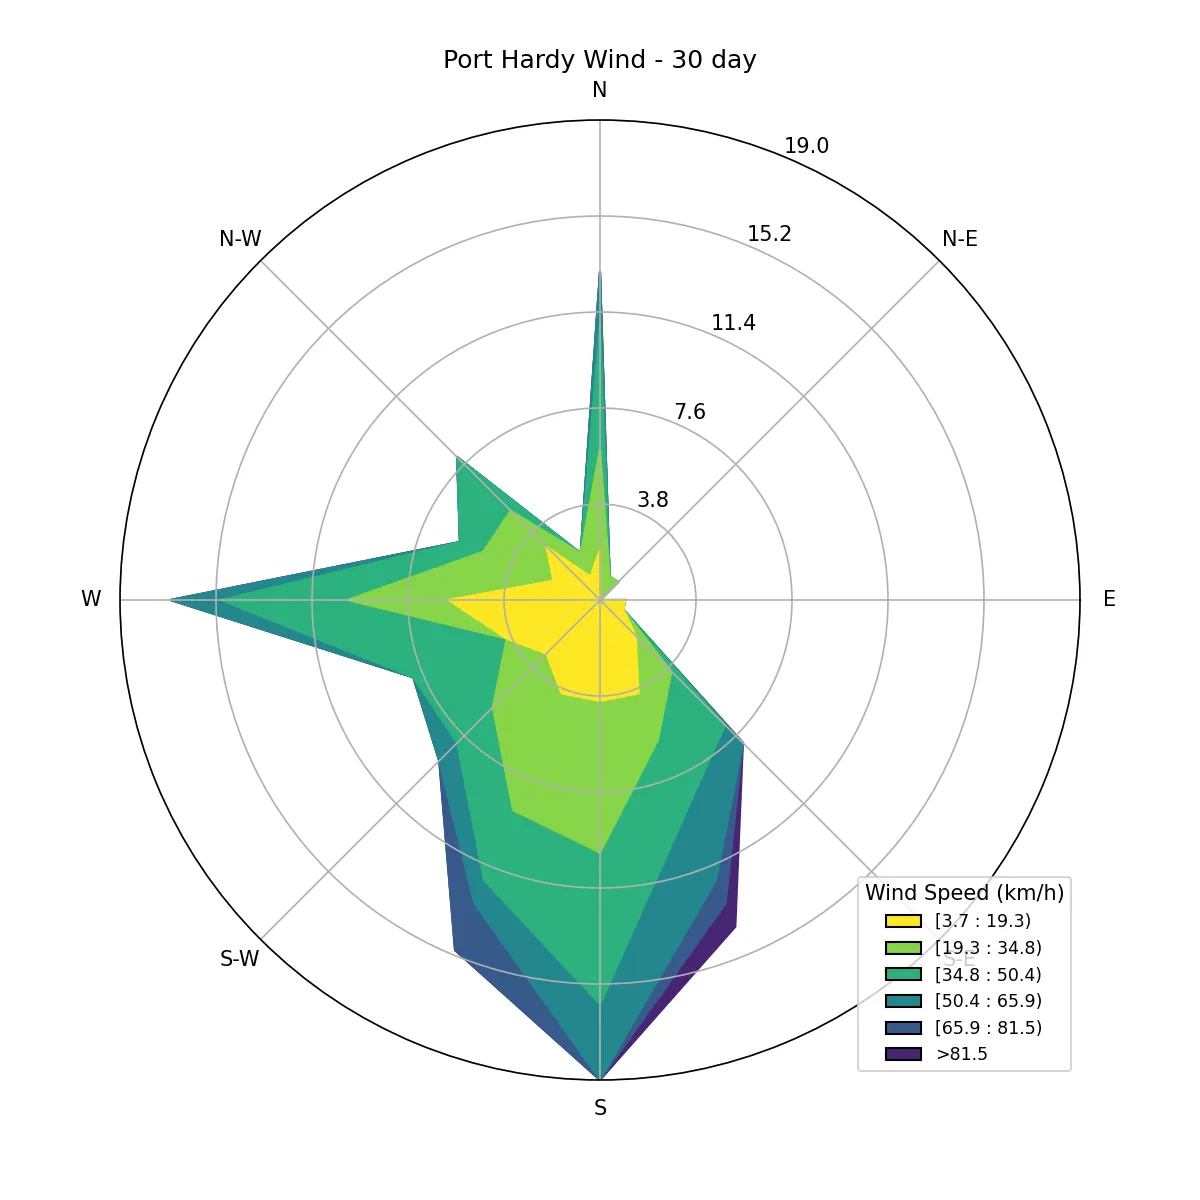 Port Hardy Wind - 30 day
N
19.0
15.2
N-W
N-E
11.4
7.6
3.8
W
E
Wind Speed (km/h)
[3.7 : 19.3)
[19.3 : 34.8)
S-W
S-E
[34.8 : 50.4)
[50.4 : 65.9)
[65.9 : 81.5)
>81.5
S